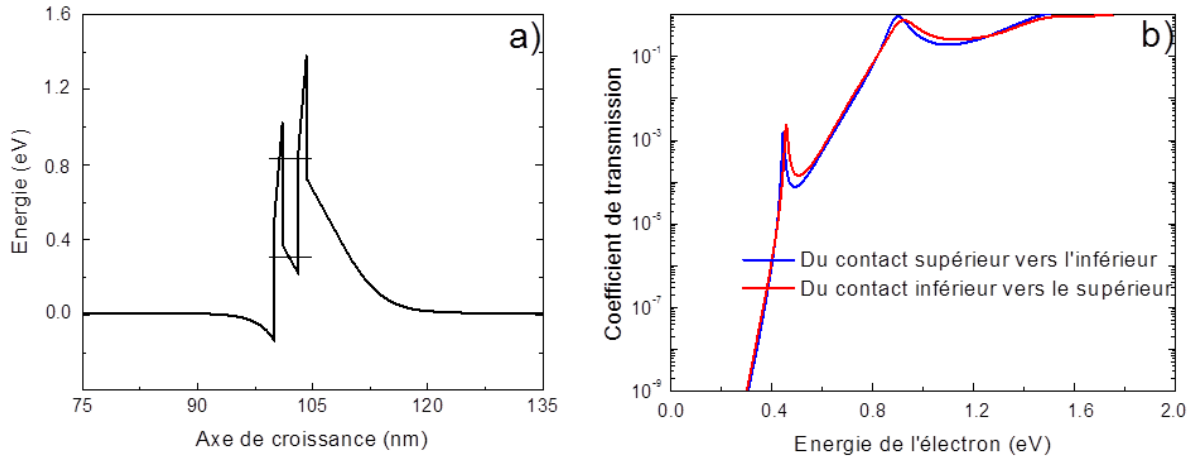 1.6
1.2
0.8
0.4
0.0
75
90
105
120
135
Energie (eV)
Axe de croissance (nm)
a)
10-1
10-3
10-5
10-7
10-9
0.0
0.4
0.8
1.2
1.6
2.0
Coefficient de transmission
Energie de l'électron (eV)
b)
Du contact supérieur vers l'inférieur
Du contact inférieur vers le supérieur